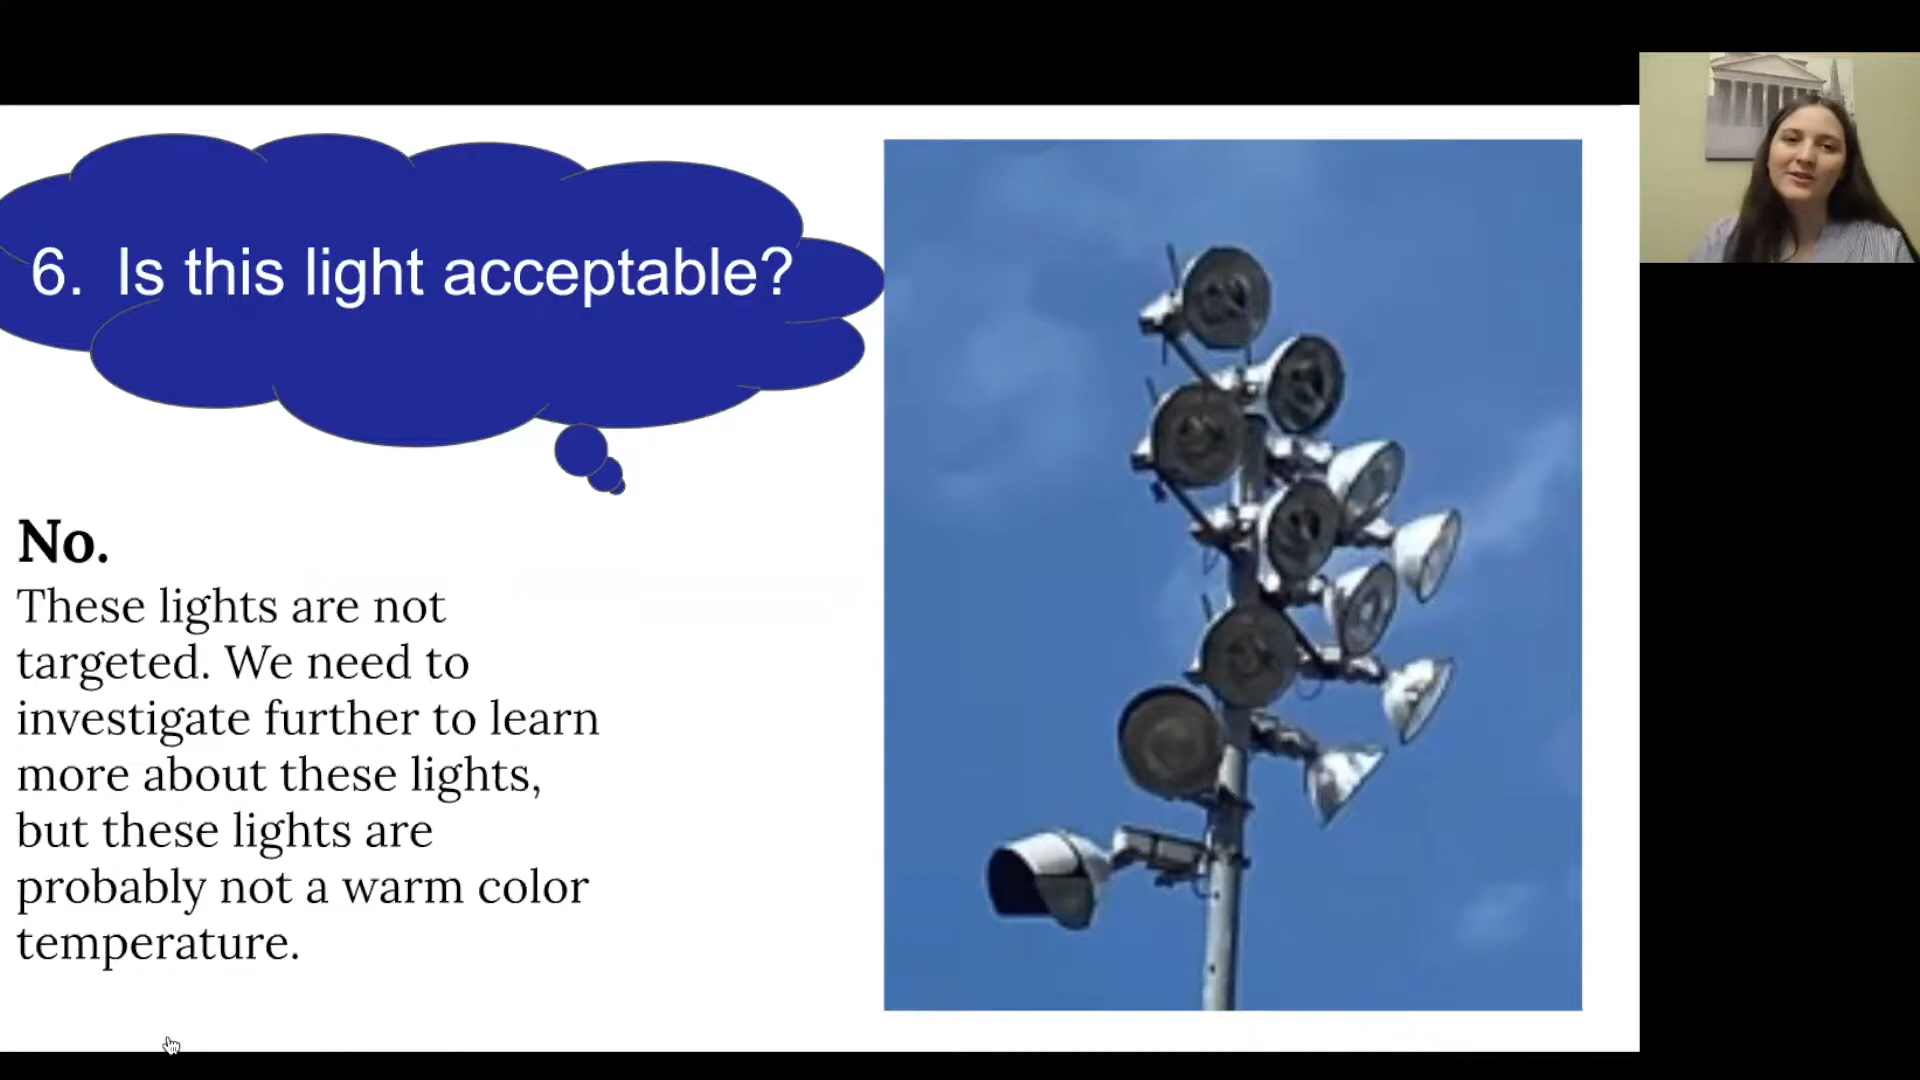 6. Is this light acceptable?
No.
These lights are not
targeted. We need to
investigate further to learn
more about these lights,
but these lights are
probably not a warm color
temperature.